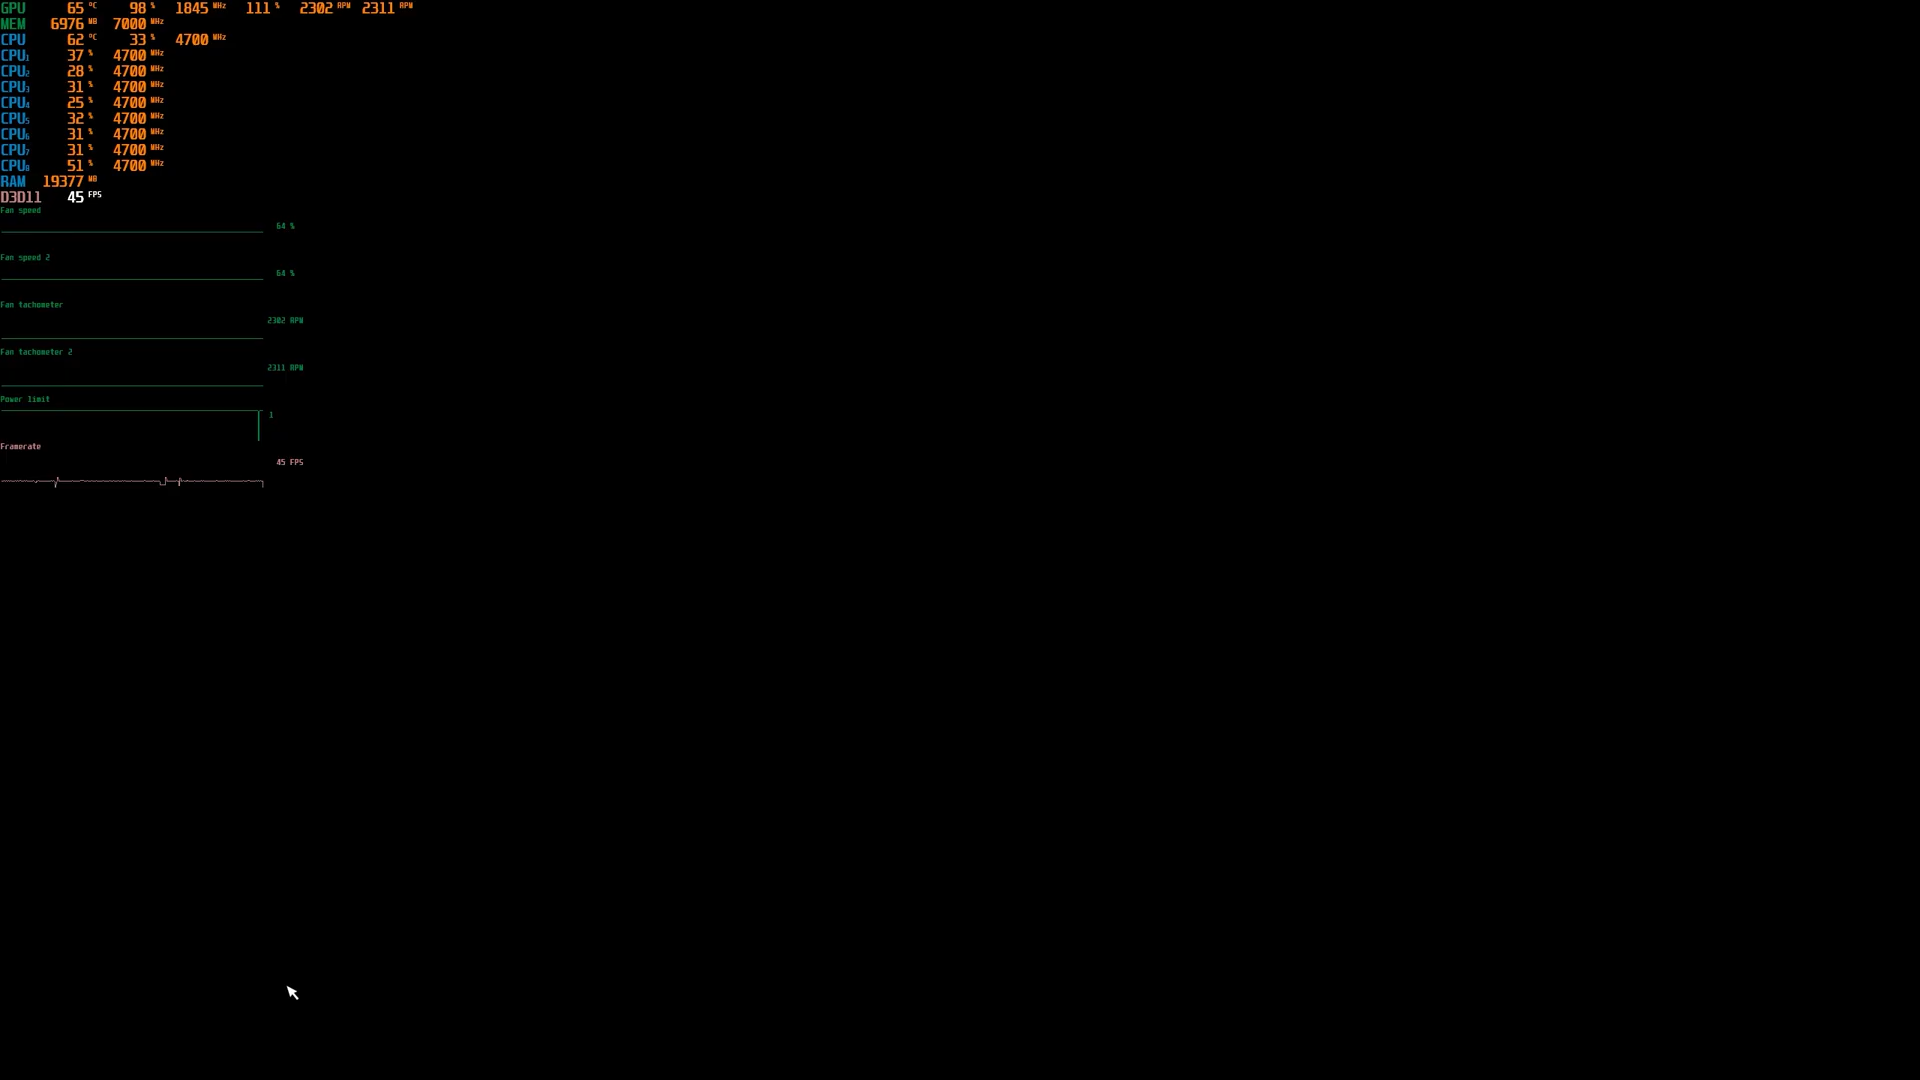 GPU 65 °C 98 % 1845 MHz 111 % 2302 RPM 2311 RPM
MEM 6976 MB 7000 MHz
CPU 62 °C 33 % 4700 MHz
CPU1 37 % 4700 MHz
CPU2 28 % 4700 MHz
CPU3 31 % 4700 MHz
CPU4 25 % 4700 MHz
CPU5 32 % 4700 MHz
CPU6 31 % 4700 MHz
CPU7 31 % 4700 MHz
CPU8 51 % 4700 MHz
RAM 19377 MB
D3D11 45 FPS
Fan speed
64 %
Fan speed 2
64 %
Fan tachometer
2302 RPM
Fan tachometer 2
2311 RPM
Power limit
1
Framerate
45 FPS